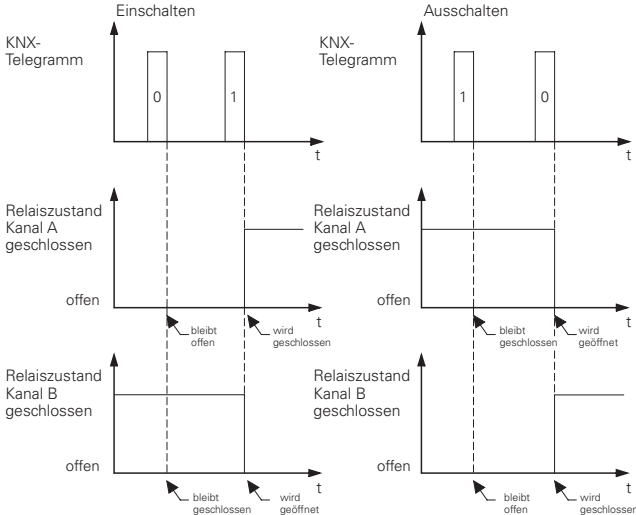 Einschalten
KNX-
Telegramm
0
1
t
Relaiszustand
Kanal A
geschlossen
offen
bleibt
offen
wird
geschlossen
t
Relaiszustand
Kanal B
geschlossen
offen
bleibt
geschlossen
wird
geöffnet
t
Ausschalten
KNX-
Telegramm
1
0
t
Relaiszustand
Kanal A
geschlossen
offen
bleibt
geschlossen
wird
geöffnet
t
Relaiszustand
Kanal B
geschlossen
offen
bleibt
offen
wird
geschlossen
t